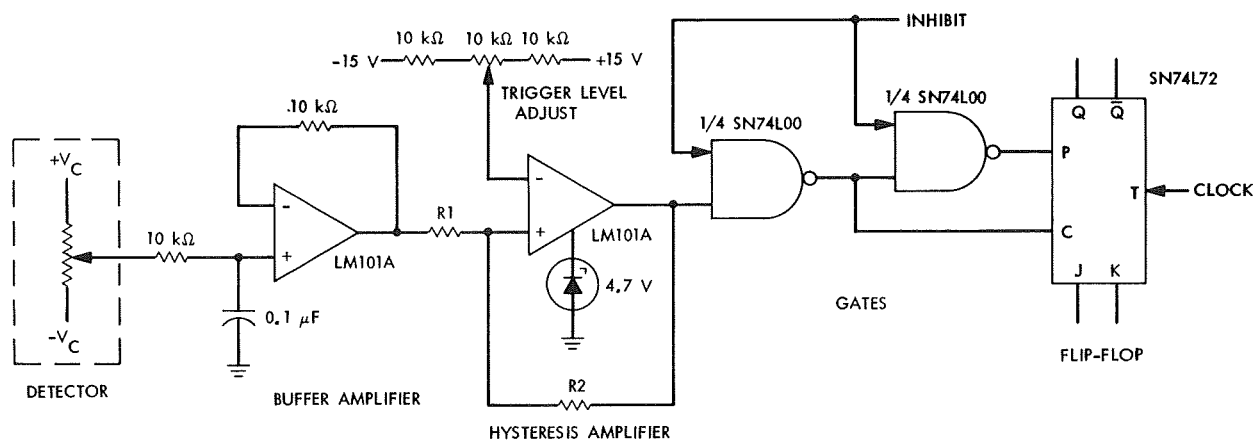 INHIBIT
10 kΩ 10 kΩ 10 kΩ
-15 V +15 V
TRIGGER LEVEL
ADJUST
SN74L72
1/4 SN74L00
1/4 SN74L00
.10 kΩ
Q Q̄
P
T
CLOCK
C
J K
FLIP-FLOP
GATES
+VC
-VC
DETECTOR
10 kΩ
0.1 μF
-
+
LM101A
BUFFER AMPLIFIER
R1
-
+
LM101A
4.7 V
R2
HYSTERESIS AMPLIFIER